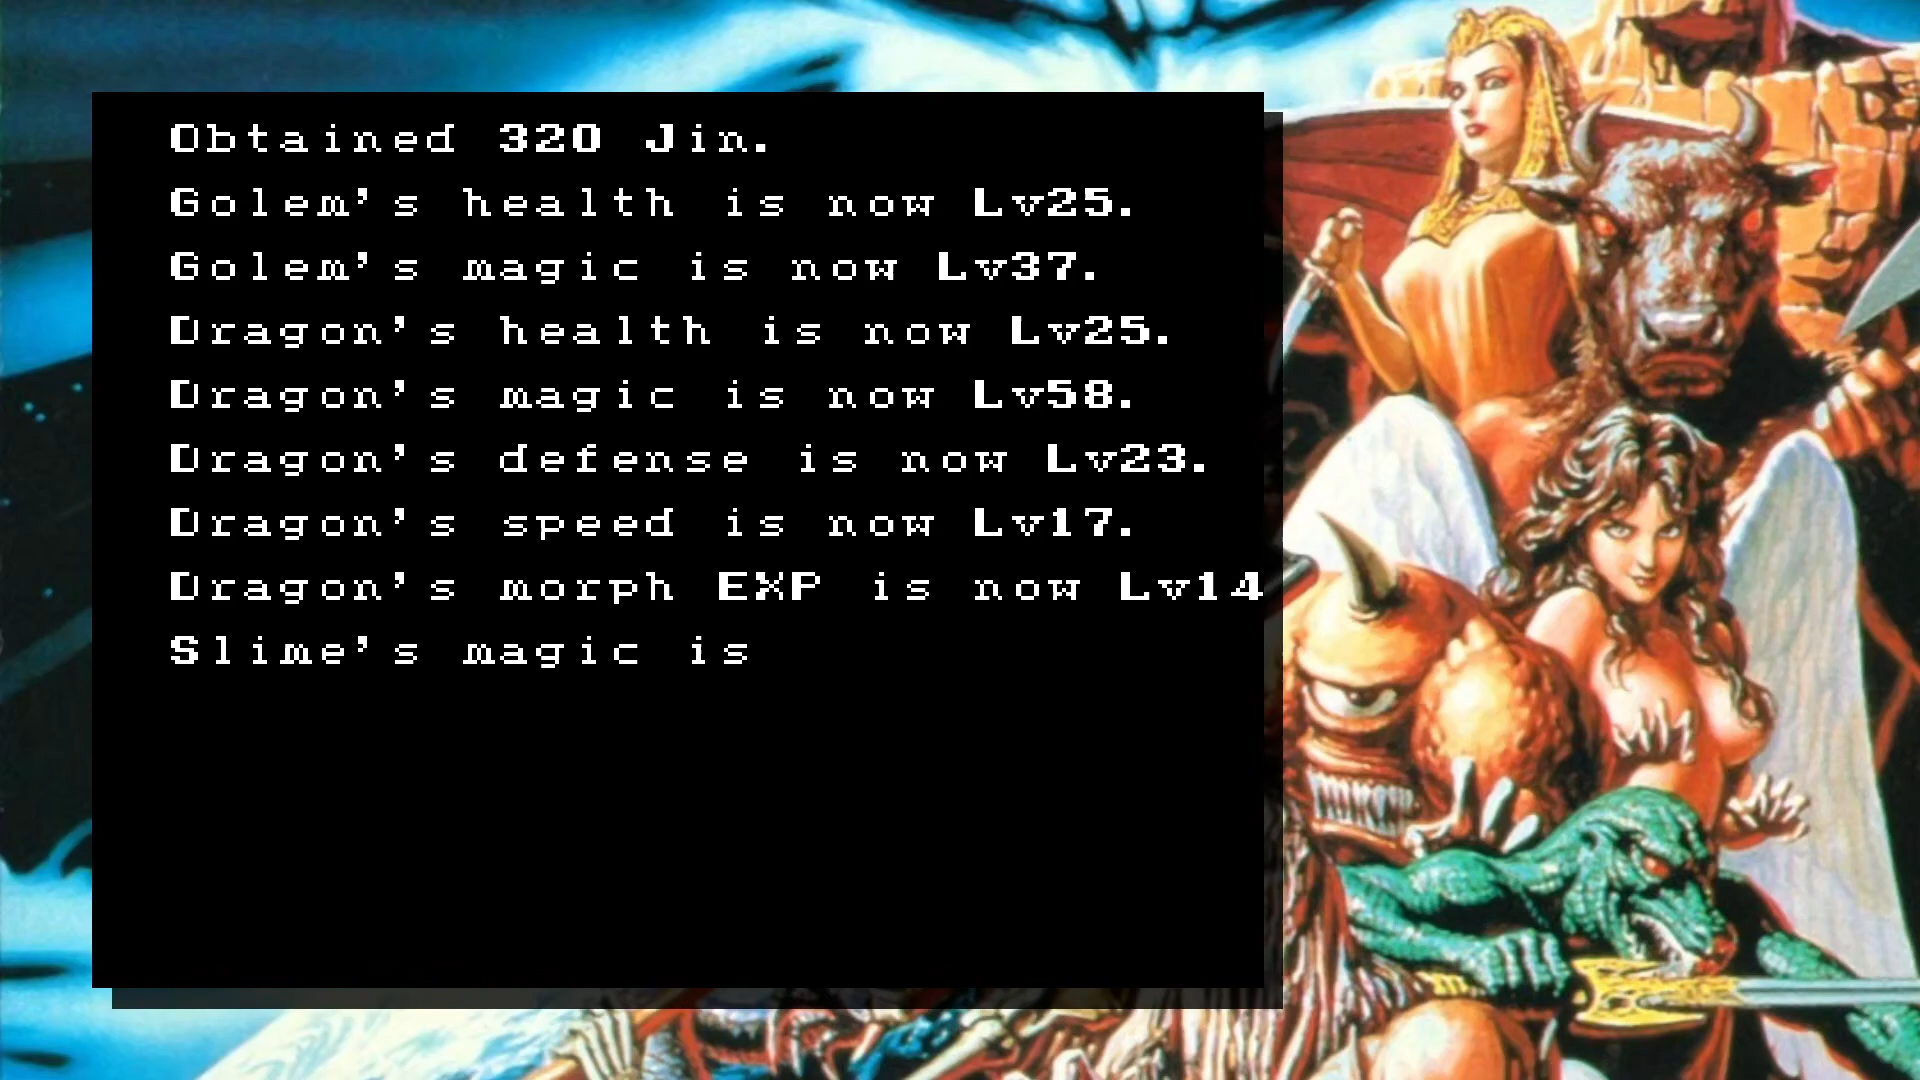 Obtained 320 Jin.
Golem's health is now Lv25.
Golem's magic is now Lv37.
Dragon's health is now Lv25.
Dragon's magic is now Lv58.
Dragon's defense is now Lv23.
Dragon's speed is now Lv17.
Dragon's morph EXP is now Lv14
Slime's magic is